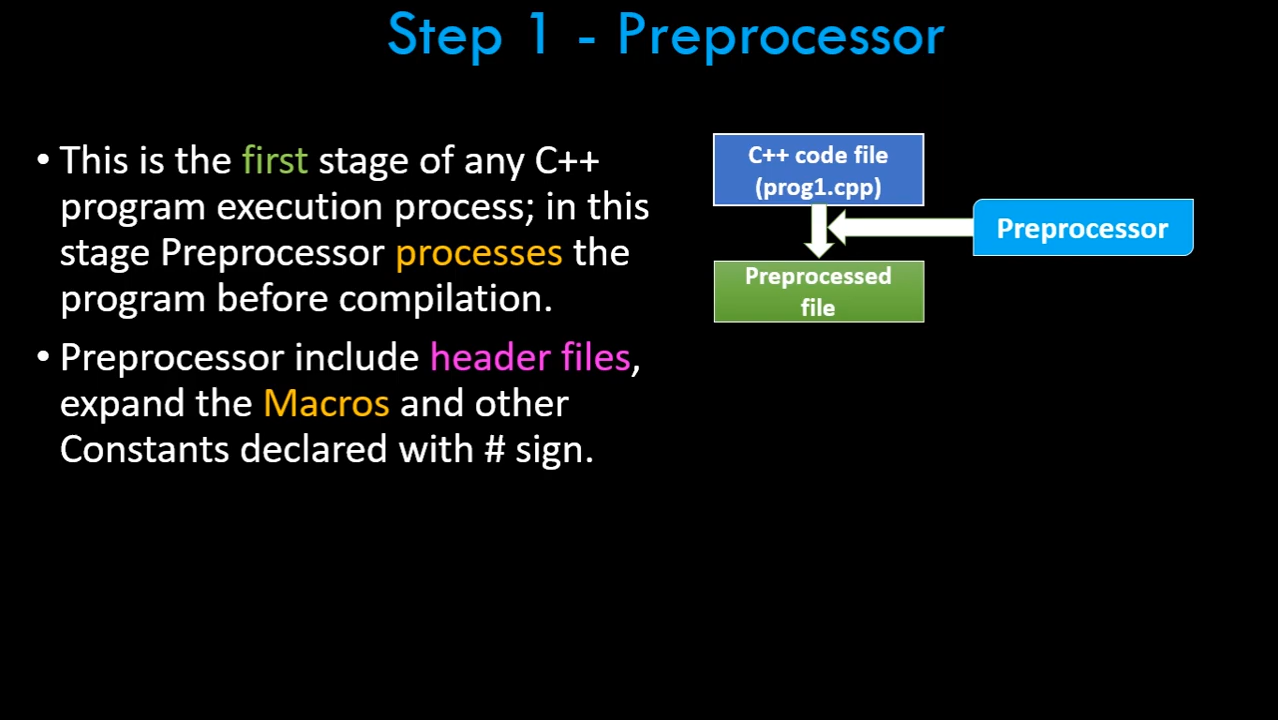 Step 1 - Preprocessor
• This is the first stage of any C++
program execution process; in this
stage Preprocessor processes the
program before compilation.
• Preprocessor include header files,
expand the Macros and other
Constants declared with # sign.
C++ code file
(prog1.cpp)
Preprocessor
Preprocessed
file